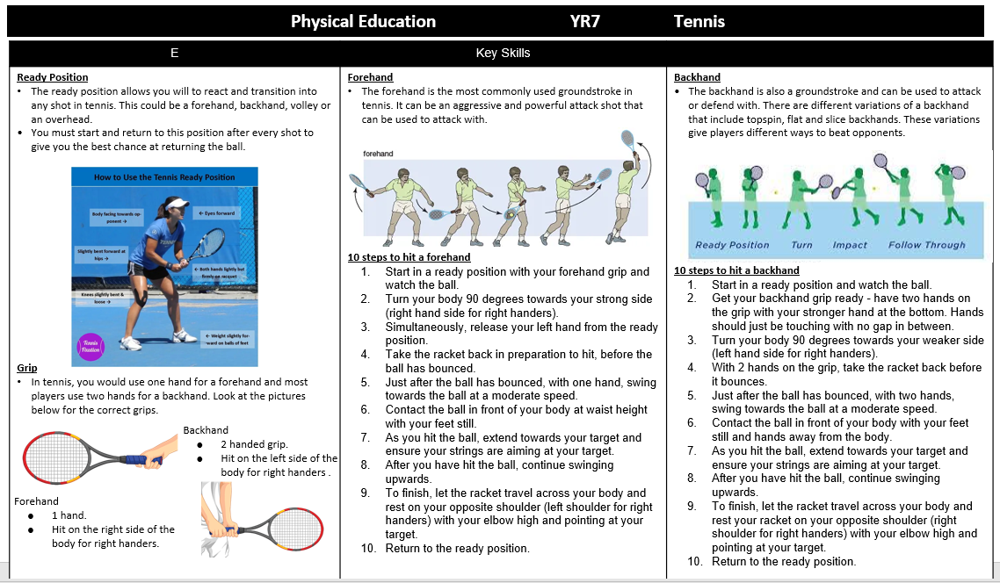 Physical Education YR7 Tennis
E Key Skills
Ready Position
• The ready position allows you will to react and transition into
any shot in tennis. This could be a forehand, backhand, volley or
an overhead.
• You must start and return to this position after every shot to
give you the best chance at returning the ball.
How to Use the Tennis Ready Position
Body facing towards op-
ponent →
← Eyes forward
Slightly bent forward at
hips →
← Both hands lightly but
firmly on racquet
Knees slightly bent &
loose →
← Weight slightly for-
ward on balls of feet
Tennis
Fixation
Grip
• In tennis, you would use one hand for a forehand and most
players use two hands for a backhand. Look at the pictures
below for the correct grips.
Backhand
● 2 handed grip.
● Hit on the left side of the
body for right handers .
Forehand
● 1 hand.
● Hit on the right side of the
body for right handers.
Forehand
• The forehand is the most commonly used groundstroke in
tennis. It can be an aggressive and powerful attack shot that
can be used to attack with.
forehand
10 steps to hit a forehand
1. Start in a ready position with your forehand grip and
watch the ball.
2. Turn your body 90 degrees towards your strong side
(right hand side for right handers).
3. Simultaneously, release your left hand from the ready
position.
4. Take the racket back in preparation to hit, before the
ball has bounced.
5. Just after the ball has bounced, with one hand, swing
towards the ball at a moderate speed.
6. Contact the ball in front of your body at waist height
with your feet still.
7. As you hit the ball, extend towards your target and
ensure your strings are aiming at your target.
8. After you have hit the ball, continue swinging
upwards.
9. To finish, let the racket travel across your body and
rest on your opposite shoulder (left shoulder for right
handers) with your elbow high and pointing at your
target.
10. Return to the ready position.
Backhand
• The backhand is also a groundstroke and can be used to attack
or defend with. There are different variations of a backhand
that include topspin, flat and slice backhands. These variations
give players different ways to beat opponents.
Ready Position Turn Impact Follow Through
10 steps to hit a backhand
1. Start in a ready position and watch the ball.
2. Get your backhand grip ready - have two hands on
the grip with your stronger hand at the bottom. Hands
should just be touching with no gap in between.
3. Turn your body 90 degrees towards your weaker side
(left hand side for right handers).
4. With 2 hands on the grip, take the racket back before
it bounces.
5. Just after the ball has bounced, with two hands,
swing towards the ball at a moderate speed.
6. Contact the ball in front of your body with your feet
still and hands away from the body.
7. As you hit the ball, extend towards your target and
ensure your strings are aiming at your target.
8. After you have hit the ball, continue swinging
upwards.
9. To finish, let the racket travel across your body and
rest your racket on your opposite shoulder (right
shoulder for right handers) with your elbow high and
pointing at your target.
10. Return to the ready position.